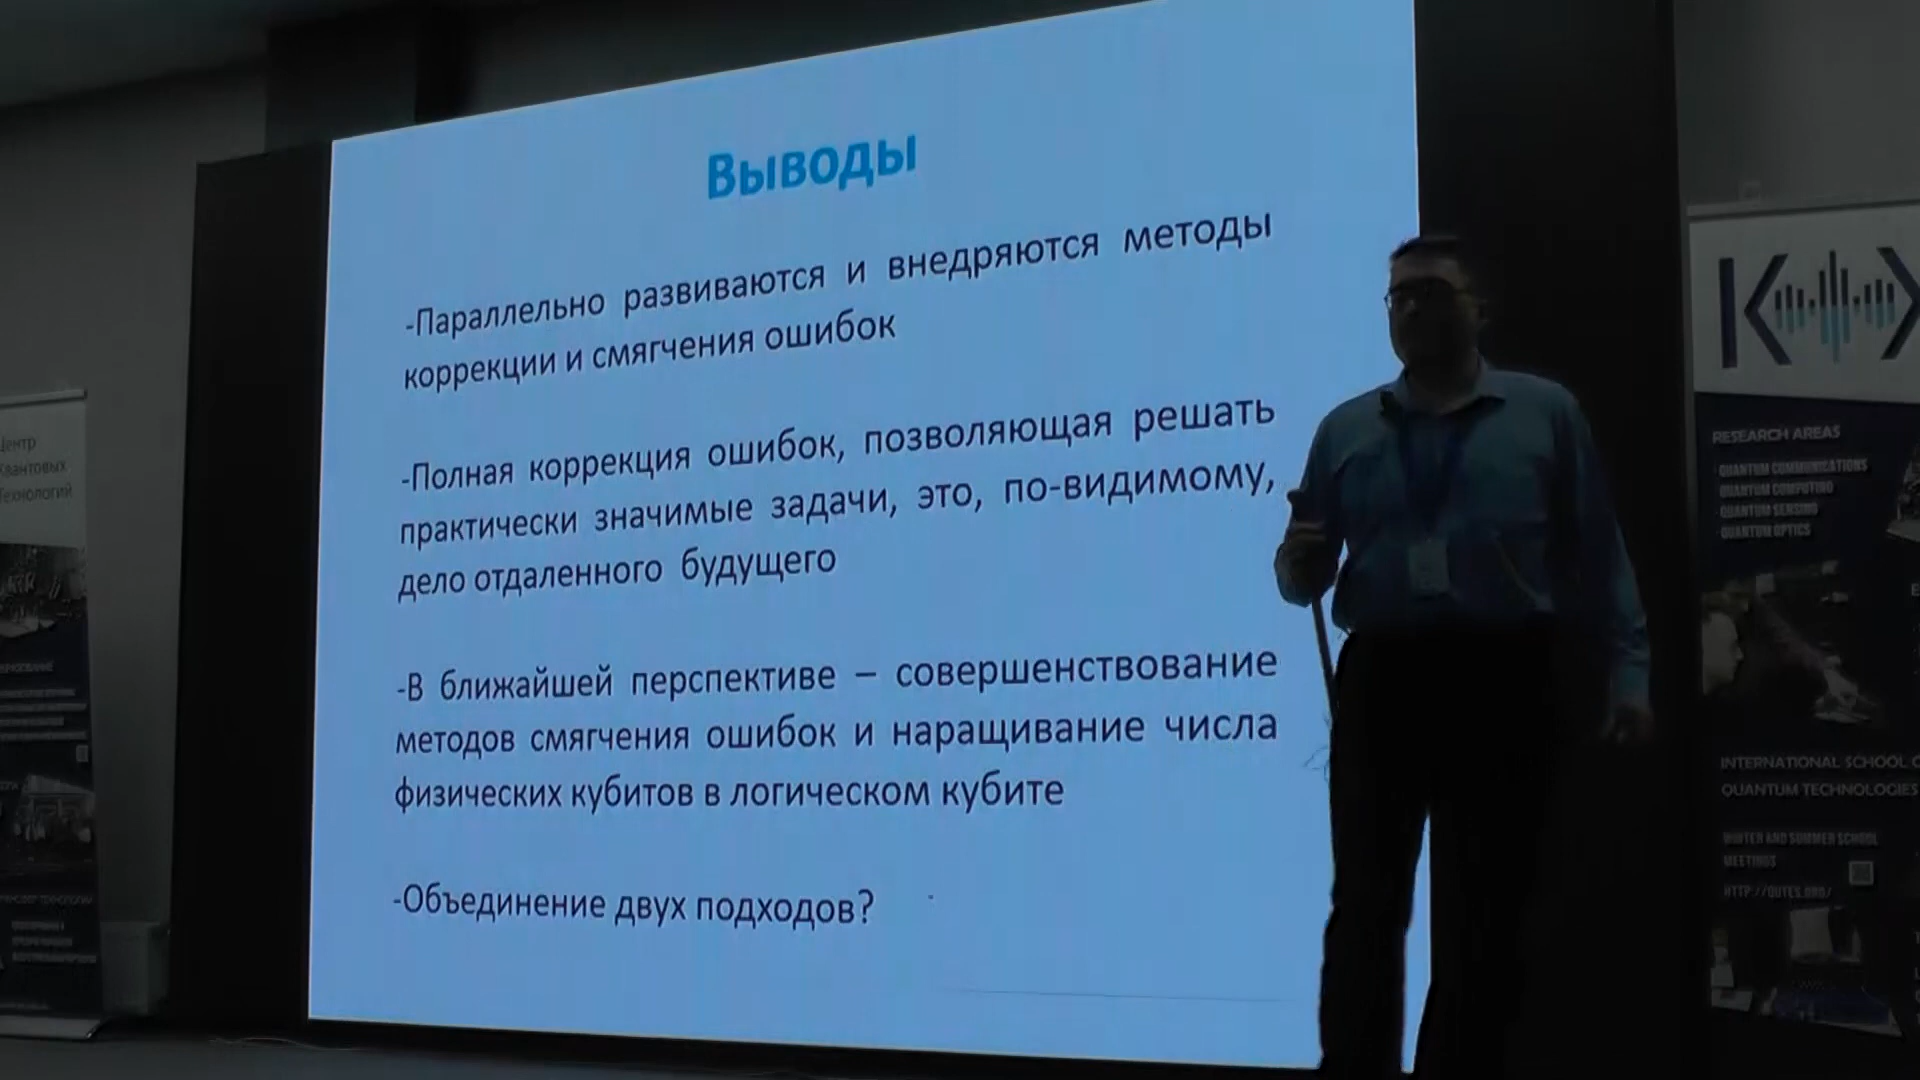 Выводы
-Параллельно развиваются и внедряются методы
коррекции и смягчения ошибок
-Полная коррекция ошибок, позволяющая решать
практически значимые задачи, это, по-видимому,
дело отдаленного будущего
-В ближайшей перспективе – совершенствование
методов смягчения ошибок и наращивание числа
физических кубитов в логическом кубите
-Объединение двух подходов?
Центр
Квантовых
Технологий
RESEARCH AREAS
QUANTUM COMMUNICATIONS
QUANTUM COMPUTING
QUANTUM SENSING
QUANTUM OPTICS
INTERNATIONAL SCHOOL
QUANTUM TECHNOLOGIES
WINTER AND SUMMER SCHOOL
MEETINGS
HTTP://QUTES.ORG/